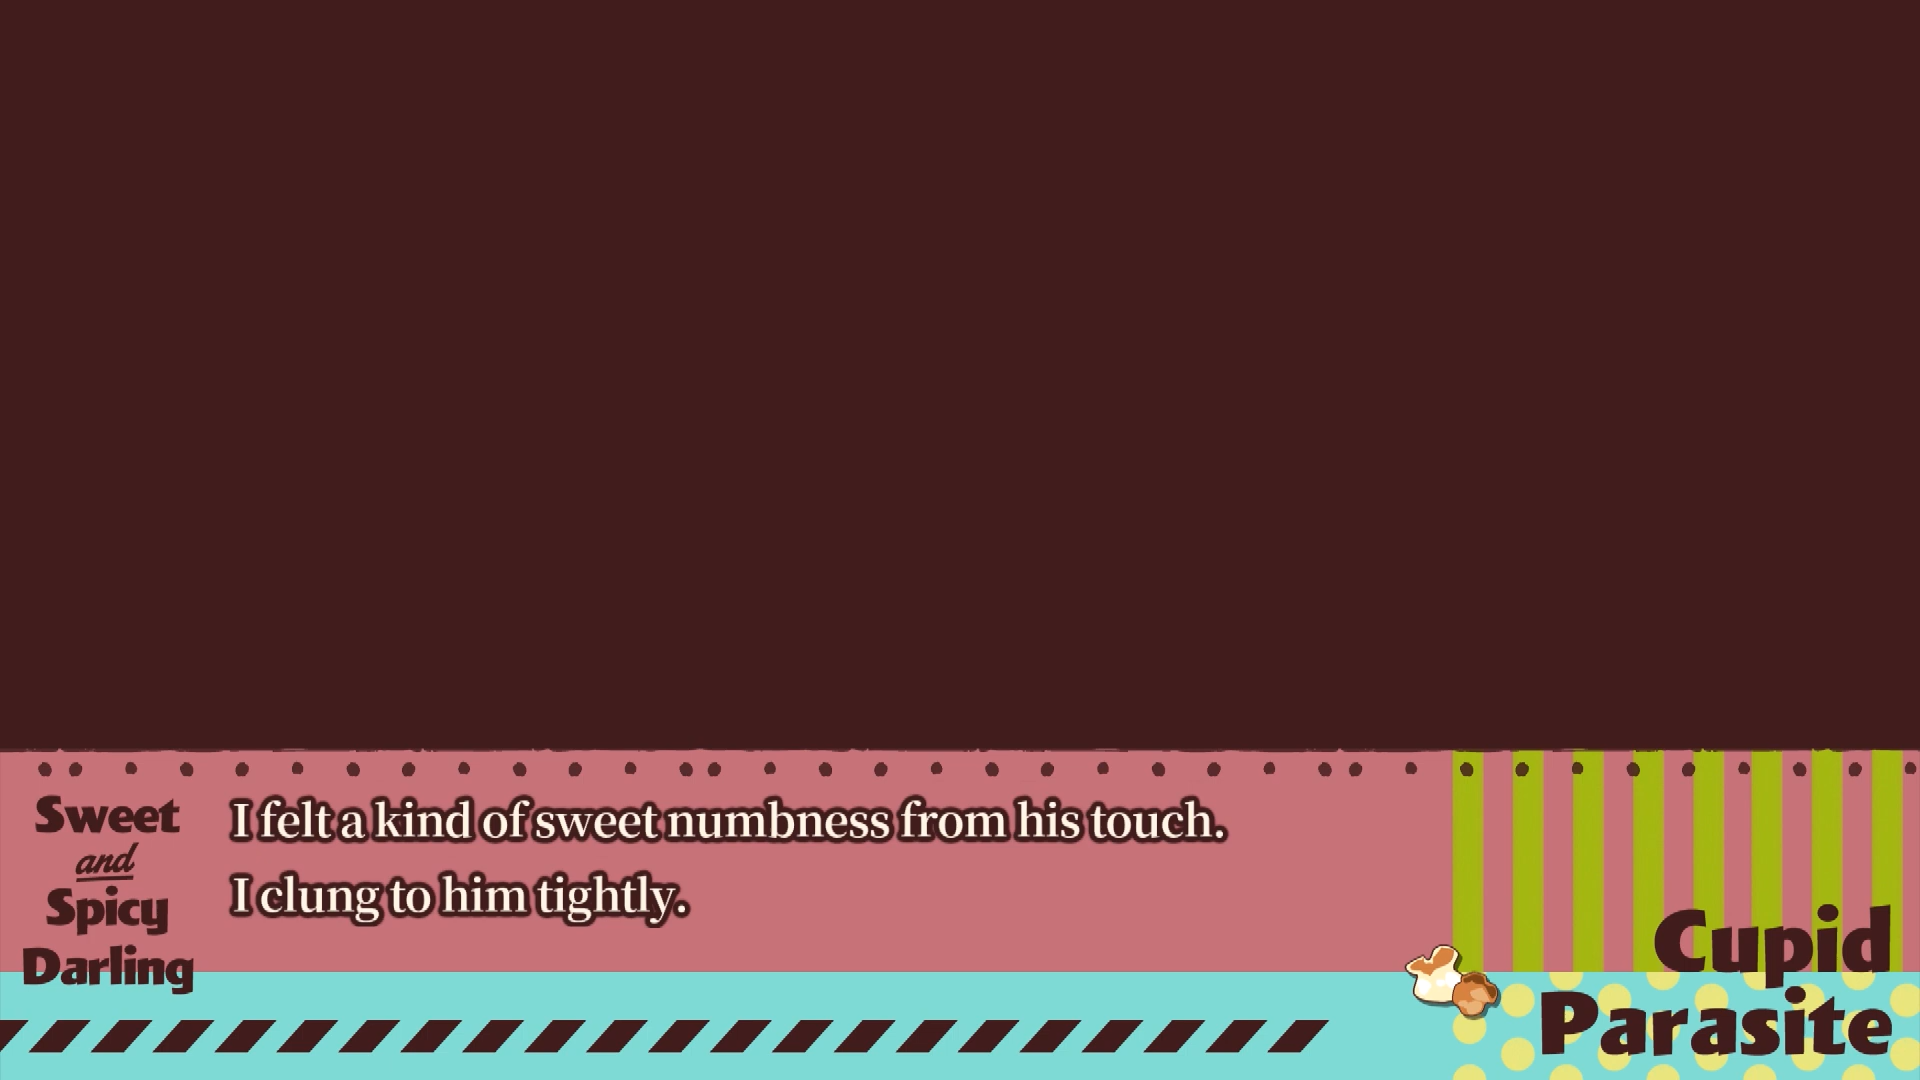 Sweet
and
Spicy
Darling
I felt a kind of sweet numbness from his touch.
I clung to him tightly.
Cupid
Parasite